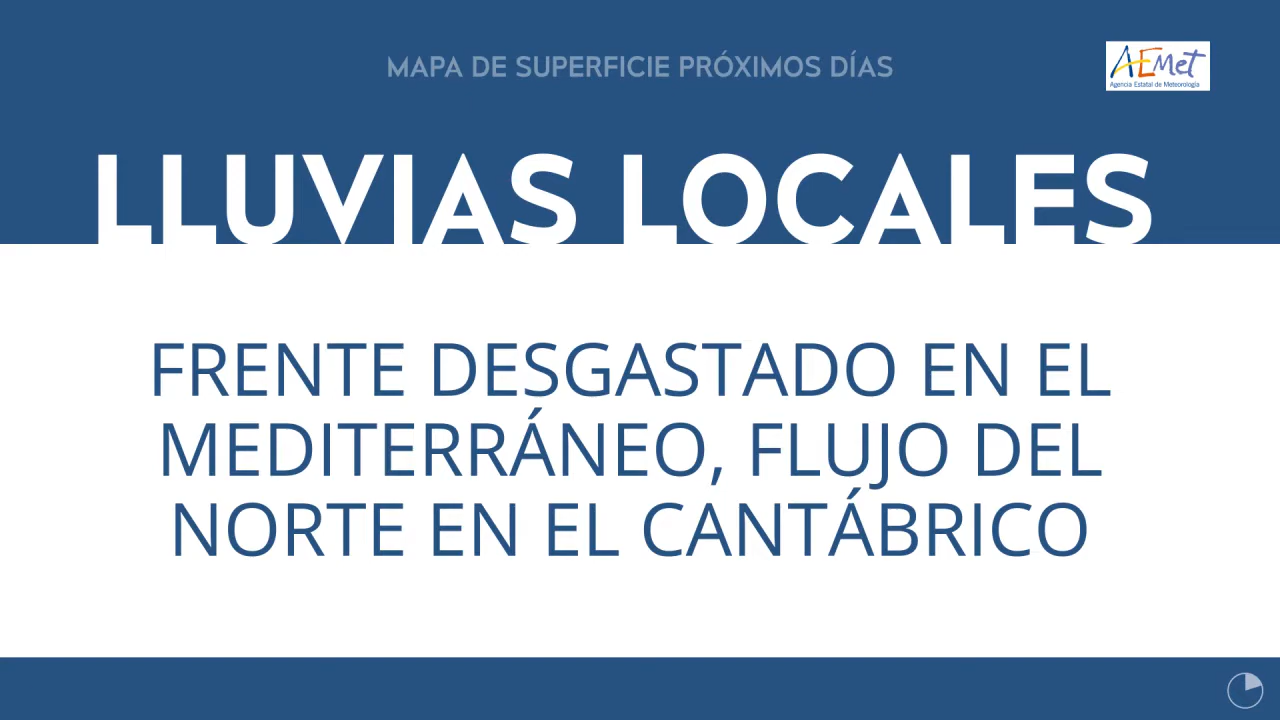 MAPA DE SUPERFICIE PRÓXIMOS DÍAS
AEMet
Agencia Estatal de Meteorología
LLUVIAS LOCALES
FRENTE DESGASTADO EN EL
MEDITERRÁNEO, FLUJO DEL
NORTE EN EL CANTÁBRICO